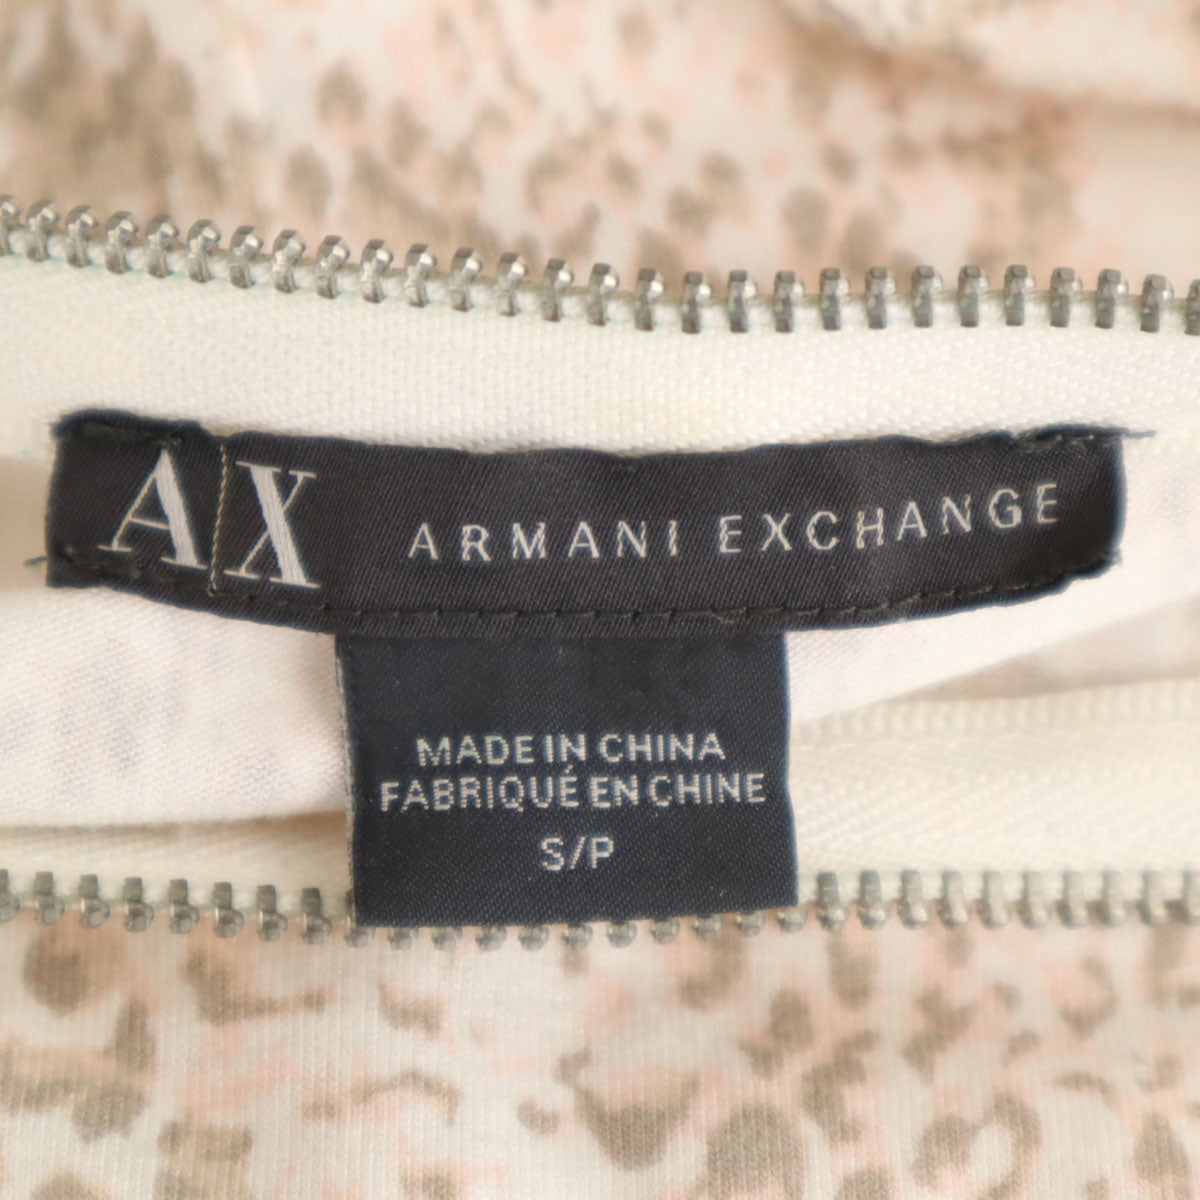 A|X ARMANI EXCHANGE
MADE IN CHINA
FABRIQUÉ EN CHINE
S/P